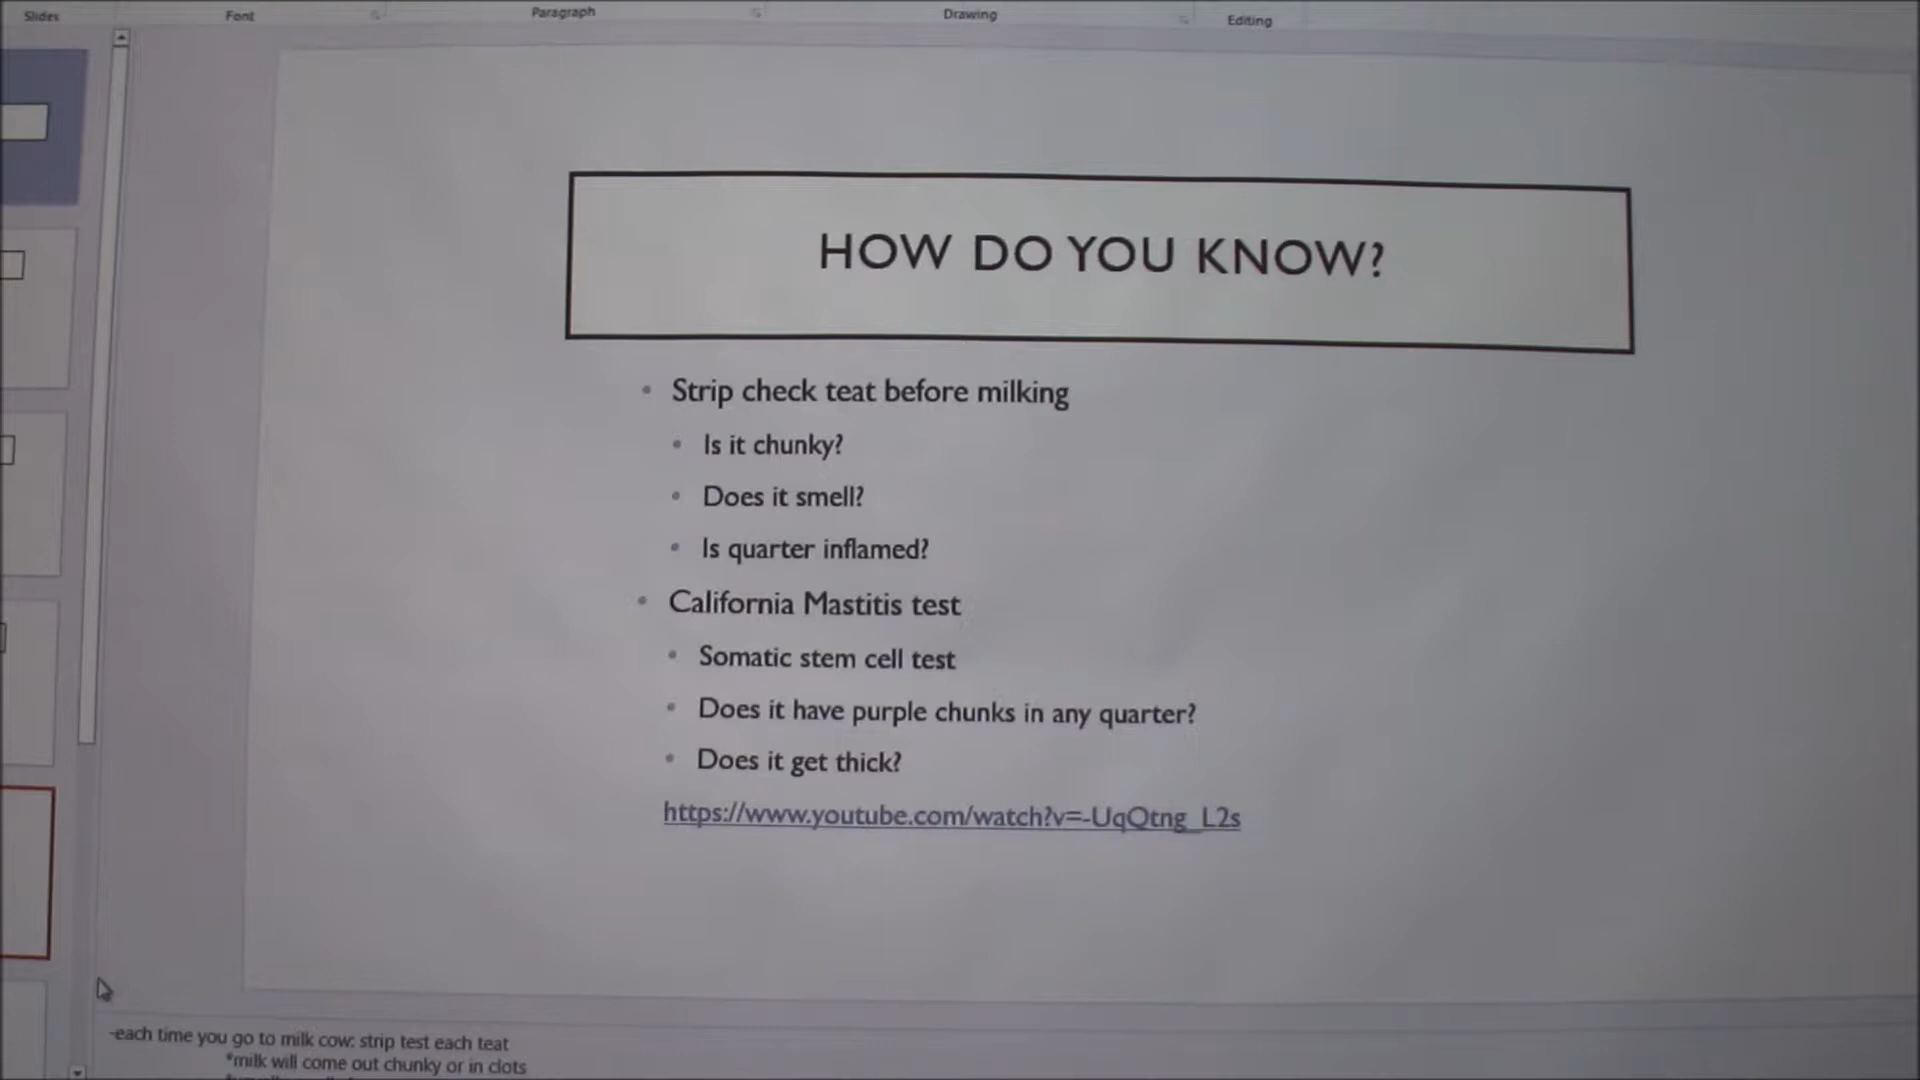 Slides Font Paragraph Drawing Editing
HOW DO YOU KNOW?
• Strip check teat before milking
• Is it chunky?
• Does it smell?
• Is quarter inflamed?
• California Mastitis test
• Somatic stem cell test
• Does it have purple chunks in any quarter?
• Does it get thick?
https://www.youtube.com/watch?v=-UqQtng_L2s
-each time you go to milk cow: strip test each teat
*milk will come out chunky or in clots